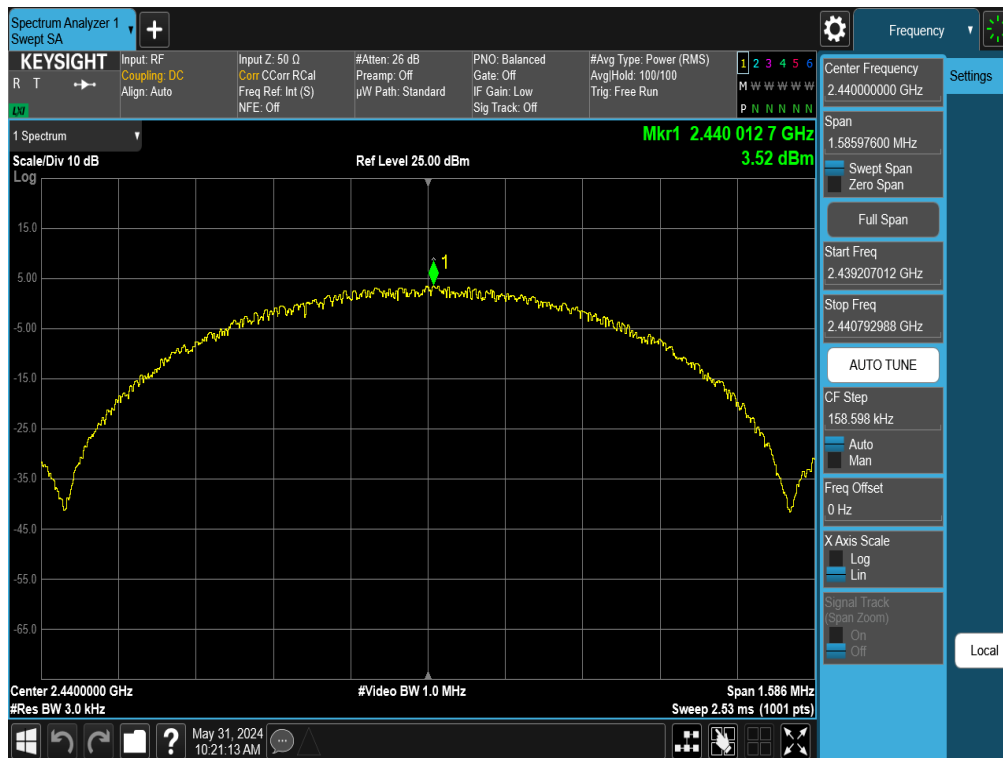 Spectrum Analyzer 1
Swept SA
Frequency
KEYSIGHT
R T
LXI
Input: RF
Coupling: DC
Align: Auto
Input Z: 50 Ω
Corr CCorr RCal
Freq Ref: Int (S)
NFE: Off
#Atten: 26 dB
Preamp: Off
µW Path: Standard
PNO: Balanced
Gate: Off
IF Gain: Low
Sig Track: Off
#Avg Type: Power (RMS)
Avg|Hold: 100/100
Trig: Free Run
1 2 3 4 5 6
M W W W W W
P N N N N N
1 Spectrum
Mkr1 2.440 012 7 GHz
3.52 dBm
Scale/Div 10 dB
Ref Level 25.00 dBm
Log
15.0
5.00
-5.00
-15.0
-25.0
-35.0
-45.0
-55.0
-65.0
1
Center 2.4400000 GHz
#Video BW 1.0 MHz
Span 1.586 MHz
#Res BW 3.0 kHz
Sweep 2.53 ms (1001 pts)
Center Frequency
2.440000000 GHz
Settings
Span
1.58597600 MHz
Swept Span
Zero Span
Full Span
Start Freq
2.439207012 GHz
Stop Freq
2.440792988 GHz
AUTO TUNE
CF Step
158.598 kHz
Auto
Man
Freq Offset
0 Hz
X Axis Scale
Log
Lin
Signal Track
(Span Zoom)
On
Off
Local
?
May 31, 2024
10:21:13 AM